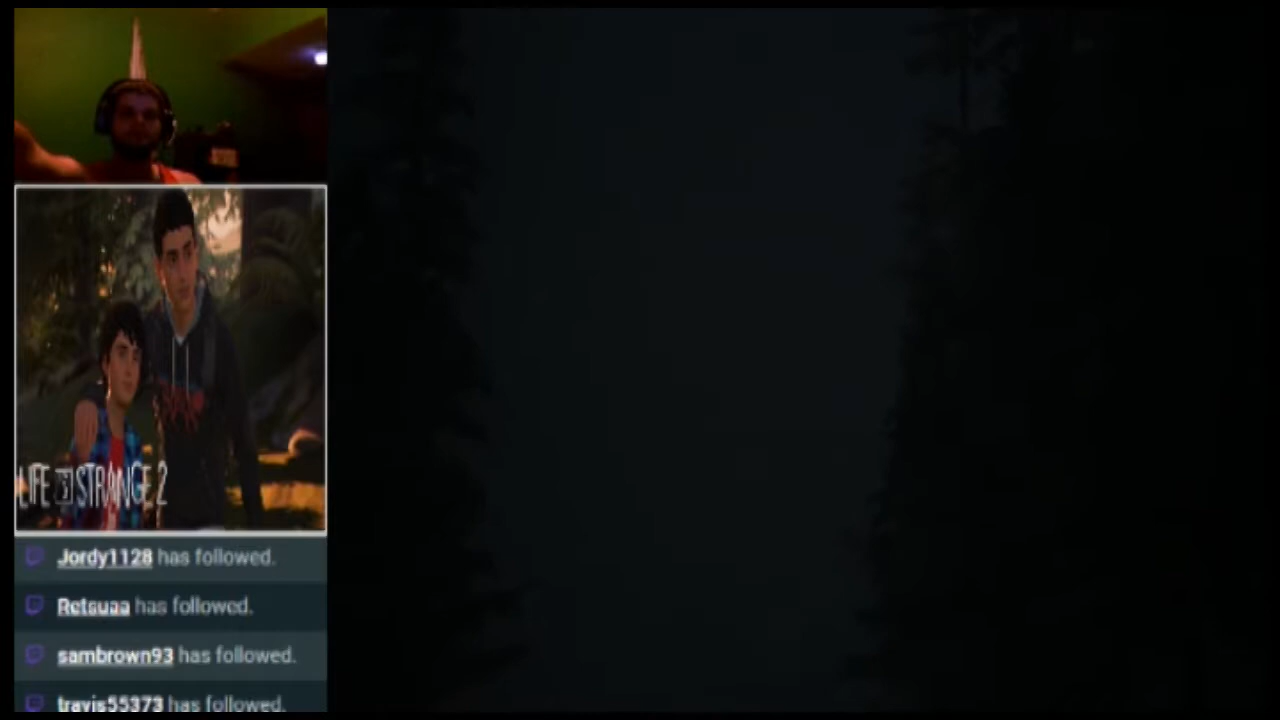 LIFE IS STRANGE 2
Jordy1128 has followed.
Retsuaa has followed.
sambrown93 has followed.
travis55373 has followed.